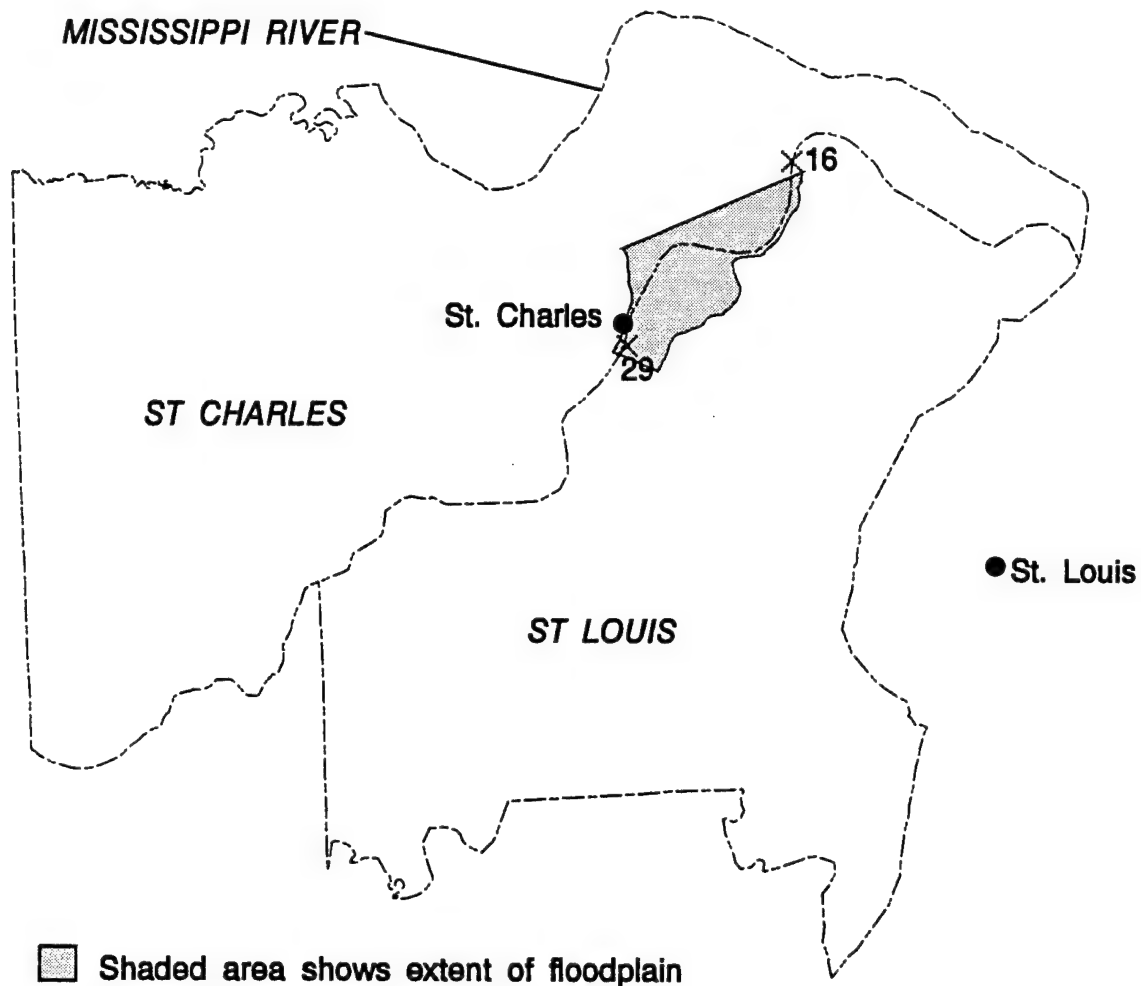 MISSISSIPPI RIVER
16
St. Charles
29
ST CHARLES
St. Louis
ST LOUIS
Shaded area shows extent of floodplain